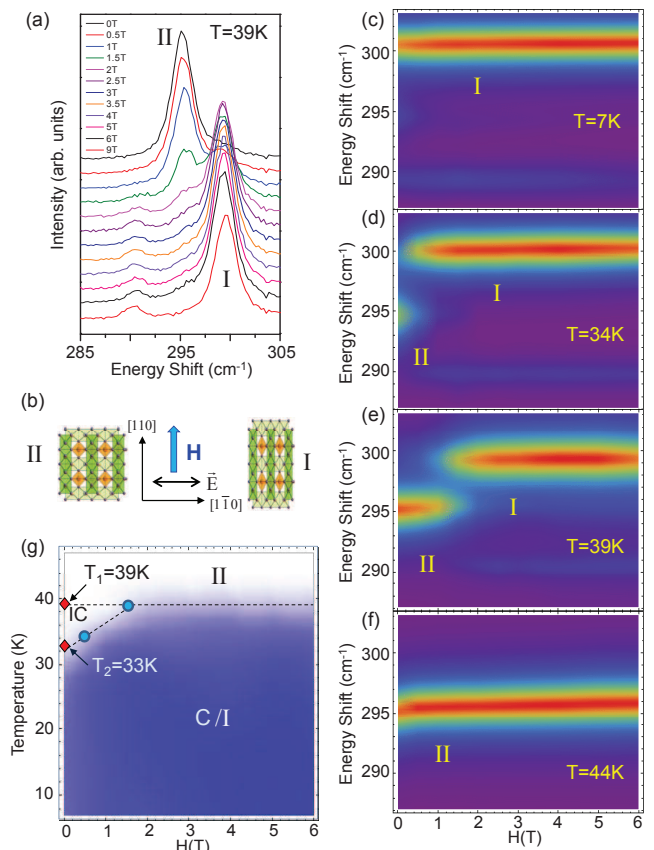 (a)
0T
0.5T
1T
1.5T
2T
2.5T
3T
3.5T
4T
5T
6T
9T
II
T=39K
I
Intensity (arb. units)
285
295
305
Energy Shift (cm⁻¹)
(b)
II
[110]
H
E⃗
[11̄0]
I
(g)
T₁=39K
II
IC
T₂=33K
C/I
Temperature (K)
40
30
20
10
0
1
2
3
4
5
6
H(T)
(c)
Energy Shift (cm⁻¹)
300
295
290
I
T=7K
(d)
Energy Shift (cm⁻¹)
300
295
290
I
II
T=34K
(e)
Energy Shift (cm⁻¹)
300
295
290
I
II
T=39K
(f)
Energy Shift (cm⁻¹)
300
295
290
II
T=44K
0
1
2
3
4
5
6
H(T)